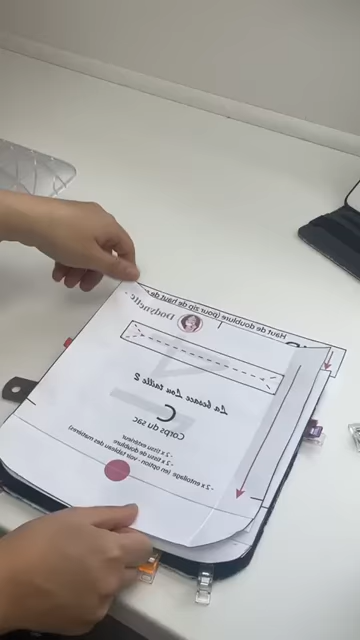 Haut de doublure (pour zip de haut de
Dodynette
La besace Lou taille 2
C
Corps du sac
- 2 x tissu extérieur
- 2 x tissu de doublure
- 2 x entoilage (en option - voir tableau des matières)